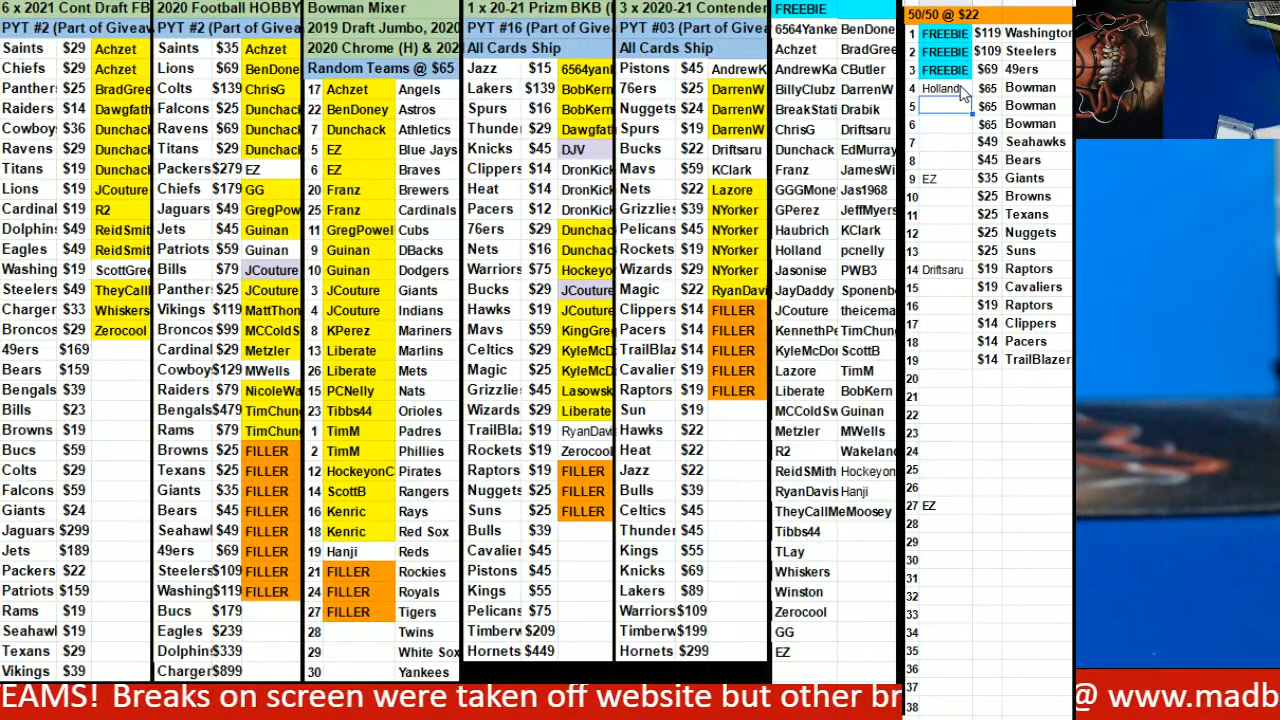 6 x 2021 Cont Draft FB
PYT #2 (Part of Giveaw
Saints $29 Achzet
Chiefs $29 Achzet
Panthers $25 BradGree
Raiders $14 Dawgfath
Cowboys $36 Dunchack
Ravens $29 Dunchack
Titans $19 Dunchack
Lions $19 JCouture
Cardinal $19 R2
Dolphins $49 ReidSmit
Eagles $49 ReidSmit
Washing $19 ScottGree
Steelers $49 TheyCall
Charger $33 Whiskers
Broncos $29 Zerocool
49ers $169
Bears $159
Bengals $39
Bills $23
Browns $19
Bucs $59
Colts $29
Falcons $59
Giants $24
Jaguars $299
Jets $189
Packers $22
Patriots $159
Rams $19
Seahawl $19
Texans $29
Vikings $39
2020 Football HOBBY
PYT #2 (Part of Giveaw
Saints $35 Achzet
Lions $69 BenDone
Colts $139 ChrisG
Falcons $25 Dunchack
Ravens $69 Dunchack
Titans $29 Dunchack
Packers $279 EZ
Chiefs $179 GG
Jaguars $49 GregPow
Jets $45 Guinan
Patriots $59 Guinan
Bills $79 JCouture
Panthers $25 JCouture
Vikings $119 MattThon
Broncos $99 MCColdS
Cardinal $29 Metzler
Cowboy $129 MWells
Raiders $79 NicoleWa
Bengals $479 TimChun
Rams $79 TimChun
Browns $25 FILLER
Texans $25 FILLER
Giants $35 FILLER
Bears $45 FILLER
Seahawl $49 FILLER
49ers $69 FILLER
Steelers $109 FILLER
Washing $119 FILLER
Bucs $179
Eagles $239
Dolphins $339
Charger $899
Bowman Mixer
2019 Draft Jumbo, 2020
2020 Chrome (H) & 202
Random Teams @ $65
17 Achzet Angels
22 BenDoney Astros
7 Dunchack Athletics
5 EZ Blue Jays
6 EZ Braves
20 Franz Brewers
25 Franz Cardinals
11 GregPowel Cubs
9 Guinan DBacks
10 Guinan Dodgers
3 JCouture Giants
4 JCouture Indians
8 KPerez Mariners
13 Liberate Marlins
26 Liberate Mets
15 PCNelly Nats
23 Tibbs44 Orioles
1 TimM Padres
2 TimM Phillies
12 HockeyonC Pirates
14 ScottB Rangers
16 Kenric Rays
18 Kenric Red Sox
19 Hanji Reds
21 FILLER Rockies
24 FILLER Royals
27 FILLER Tigers
28 Twins
29 White Sox
30 Yankees
1 x 20-21 Prizm BKB (
PYT #16 (Part of Givea
All Cards Ship
Jazz $15 6564yan
Lakers $139 BobKern
Spurs $16 BobKern
Thunder $29 Dawgfath
Knicks $45 DJV
Clippers $14 DronKick
Heat $14 DronKick
Pacers $12 DronKick
76ers $29 Dunchac
Nets $16 Dunchac
Warriors $75 Hockeyo
Bucks $29 JCouture
Hawks $19 JCouture
Mavs $59 KingGre
Celtics $29 KyleMcD
Magic $25 KyleMcD
Grizzlies $45 Lasowsk
Wizards $29 Liberate
TrailBla $19 RyanDavi
Rockets $19 Zerocool
Raptors $19 FILLER
Nuggets $25 FILLER
Suns $25 FILLER
Bulls $39
Cavalier $45
Pistons $45
Kings $55
Pelicans $75
Timberw $209
Hornets $449
3 x 2020-21 Contender
PYT #03 (Part of Givea
All Cards Ship
Pistons $45 AndrewK
76ers $25 DarrenW
Nuggets $24 DarrenW
Spurs $19 DarrenW
Bucks $22 Driftsaru
Mavs $59 KClark
Nets $22 Lazore
Grizzlies $39 NYorker
Pelicans $45 NYorker
Rockets $19 NYorker
Wizards $29 NYorker
Magic $22 RyanDavi
Clippers $14 FILLER
Pacers $14 FILLER
TrailBlaz $14 FILLER
Cavalier $19 FILLER
Raptors $19 FILLER
Sun $19
Hawks $22
Heat $22
Jazz $22
Bulls $39
Celtics $45
Thunder $45
Kings $55
Knicks $69
Lakers $89
Warriors $109
Timberw $199
Hornets $299
FREEBIE
6564Yanke BenDone
Achzet BradGree
AndrewKa CButler
BillyClubz DarrenW
BreakStati Drabik
ChrisG Driftsaru
Dunchack EdMurray
Franz JamesWi
GGGMone Jas1968
GPerez JeffMyers
Haubrich KClark
Holland pcnelly
Jasonise PWB3
JayDaddy Sponenb
JCouture theicema
KennethPe TimChung
KyleMcDo ScottB
Lazore TimM
Liberate BobKern
MCColdSw Guinan
Metzler MWells
R2 Wakelan
ReidSMith Hockeyon
RyanDavis Hanji
TheyCallMeMoosey
Tibbs44
TLay
Whiskers
Winston
Zerocool
GG
EZ
50/50 @ $22
1 FREEBIE $119 Washington
2 FREEBIE $109 Steelers
3 FREEBIE $69 49ers
4 Holland $65 Bowman
5 $65 Bowman
6 $65 Bowman
7 $49 Seahawks
8 $45 Bears
9 EZ $35 Giants
10 $25 Browns
11 $25 Texans
12 $25 Nuggets
13 $25 Suns
14 Driftsaru $19 Raptors
15 $19 Cavaliers
16 $19 Raptors
17 $14 Clippers
18 $14 Pacers
19 $14 TrailBlazer
20
21
22
23
24
25
26
27 EZ
28
29
30
31
32
33
34
35
36
37
38
EAMS! Breaks on screen were taken off website but other br @ www.madb